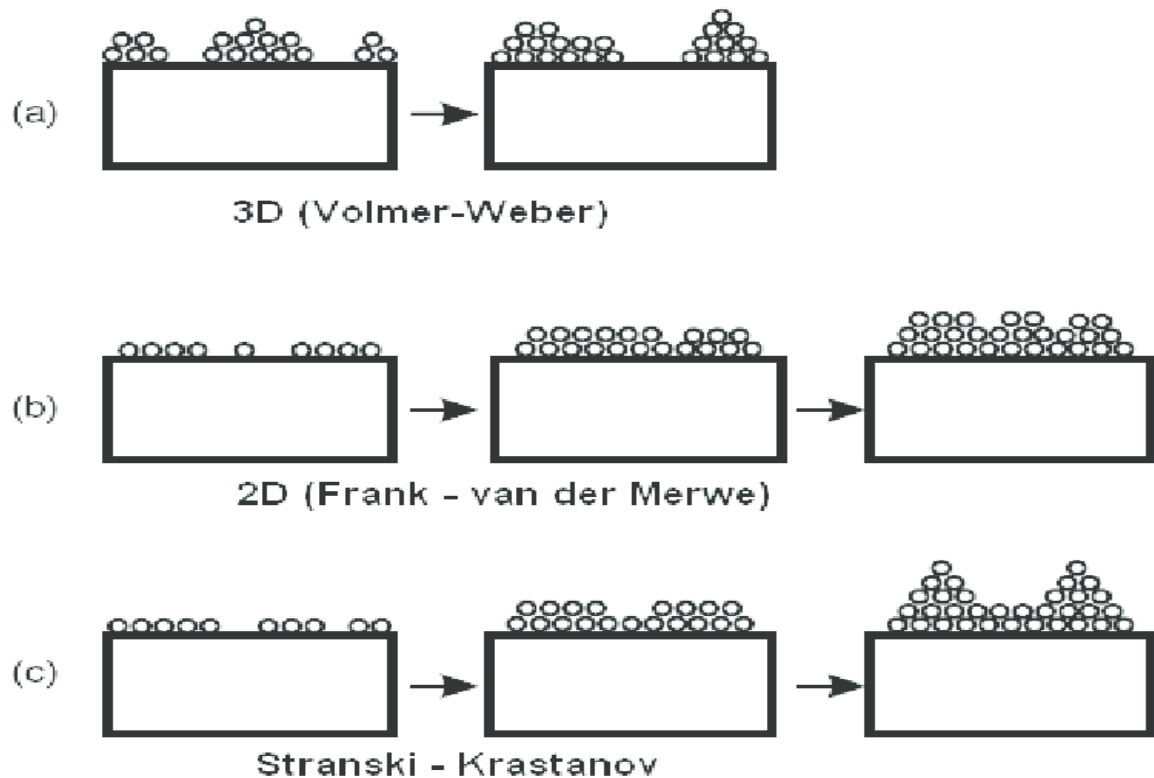 (a)
3D (Volmer-Weber)
(b)
2D (Frank - van der Merwe)
(c)
Stranski - Krastanov